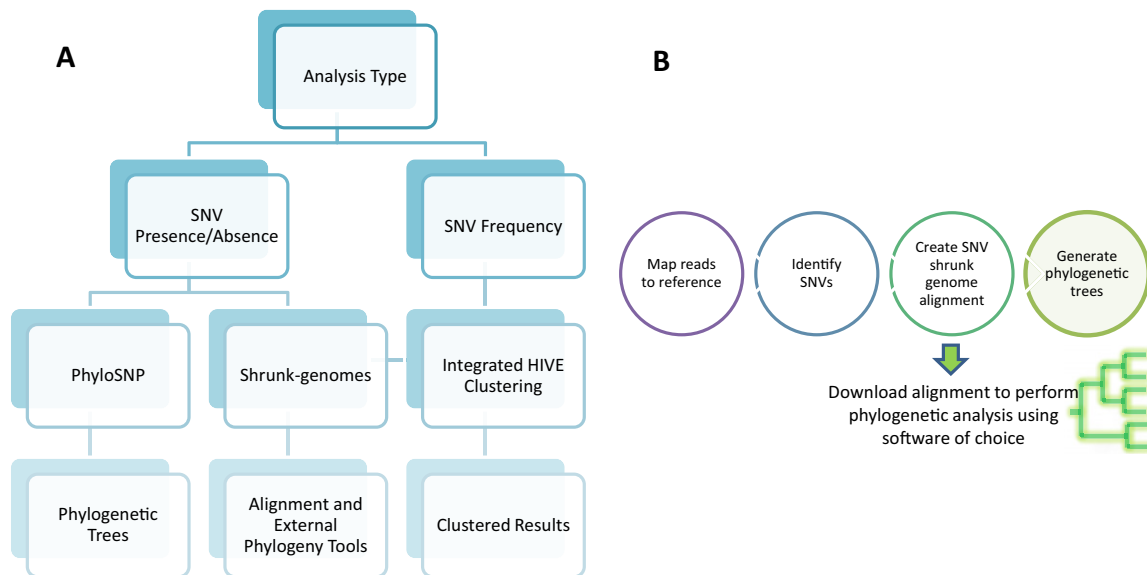 A
Analysis Type
SNV
Presence/Absence
SNV Frequency
PhyloSNP
Shrunk-genomes
Integrated HIVE
Clustering
Phylogenetic
Trees
Alignment and
External
Phylogeny Tools
Clustered Results
B
Map reads
to reference
Identify
SNVs
Create SNV
shrunk
genome
alignment
Generate
phylogenetic
trees
Download alignment to perform
phylogenetic analysis using
software of choice